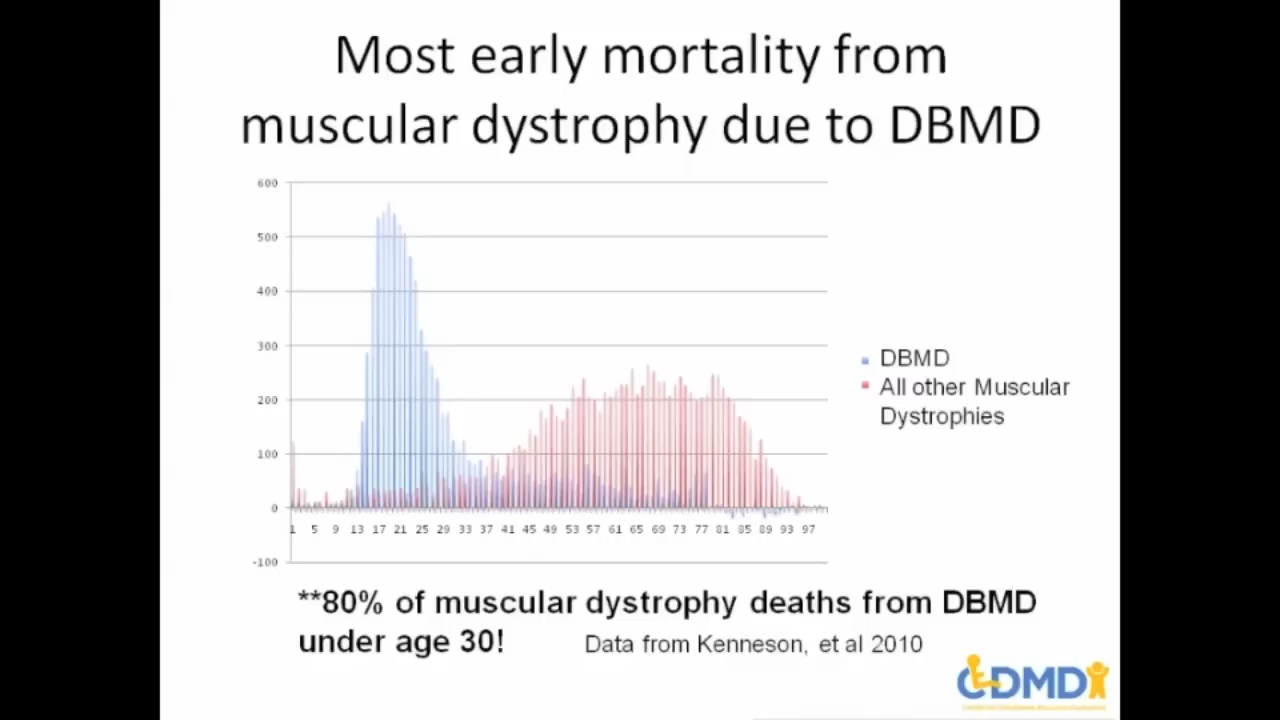 Most early mortality from
muscular dystrophy due to DBMD
600
500
400
300
200
100
0
-100
1 5 9 13 17 21 25 29 33 37 41 45 49 53 57 61 65 69 73 77 81 85 89 93 97
DBMD
All other Muscular
Dystrophies
**80% of muscular dystrophy deaths from DBMD
under age 30! Data from Kenneson, et al 2010
CDMD